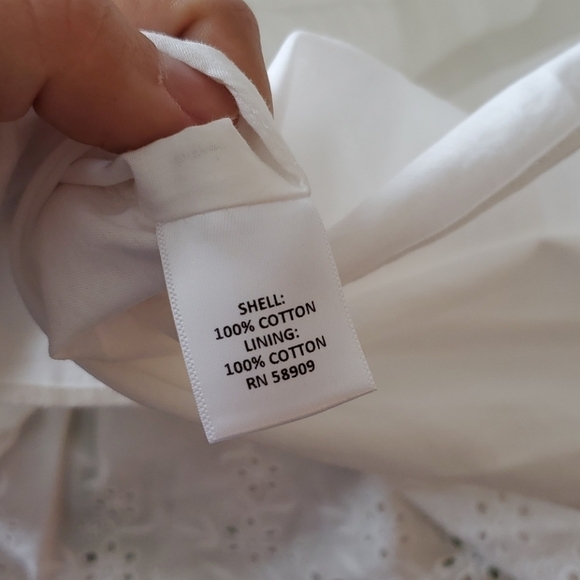 SHELL:
100% COTTON
LINING:
100% COTTON
RN 58909